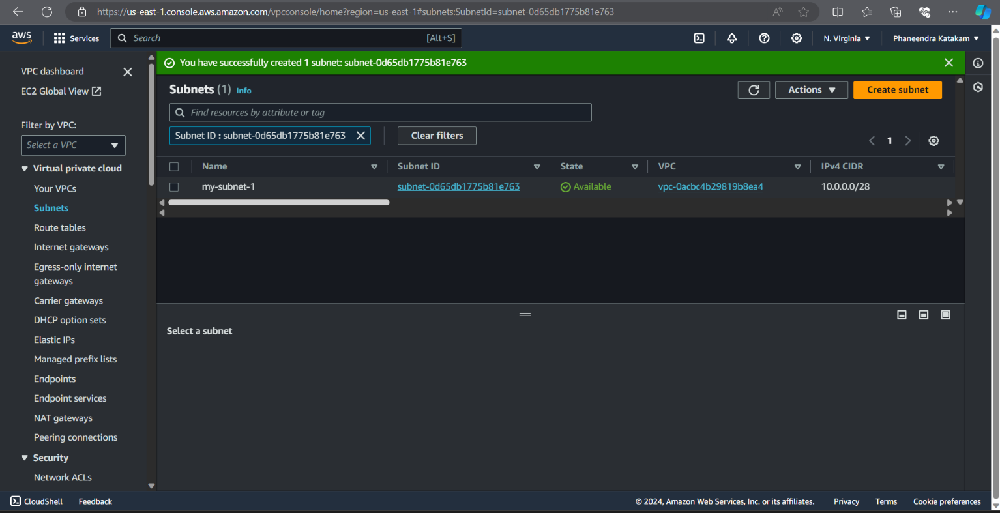 https://us-east-1.console.aws.amazon.com/vpcconsole/home?region=us-east-1#subnets:SubnetId=subnet-0d65db1775b81e763
aws
Services
Search
[Alt+S]
N. Virginia
Phaneendra Katakam
VPC dashboard
EC2 Global View
Filter by VPC:
Select a VPC
Virtual private cloud
Your VPCs
Subnets
Route tables
Internet gateways
Egress-only internet
gateways
Carrier gateways
DHCP option sets
Elastic IPs
Managed prefix lists
Endpoints
Endpoint services
NAT gateways
Peering connections
Security
Network ACLs
You have successfully created 1 subnet: subnet-0d65db1775b81e763
Subnets (1) Info
Actions
Create subnet
Find resources by attribute or tag
Subnet ID : subnet-0d65db1775b81e763
Clear filters
1
Name Subnet ID State VPC IPv4 CIDR
my-subnet-1 subnet-0d65db1775b81e763 Available vpc-0acbc4b29819b8ea4 10.0.0.0/28
Select a subnet
CloudShell Feedback © 2024, Amazon Web Services, Inc. or its affiliates. Privacy Terms Cookie preferences